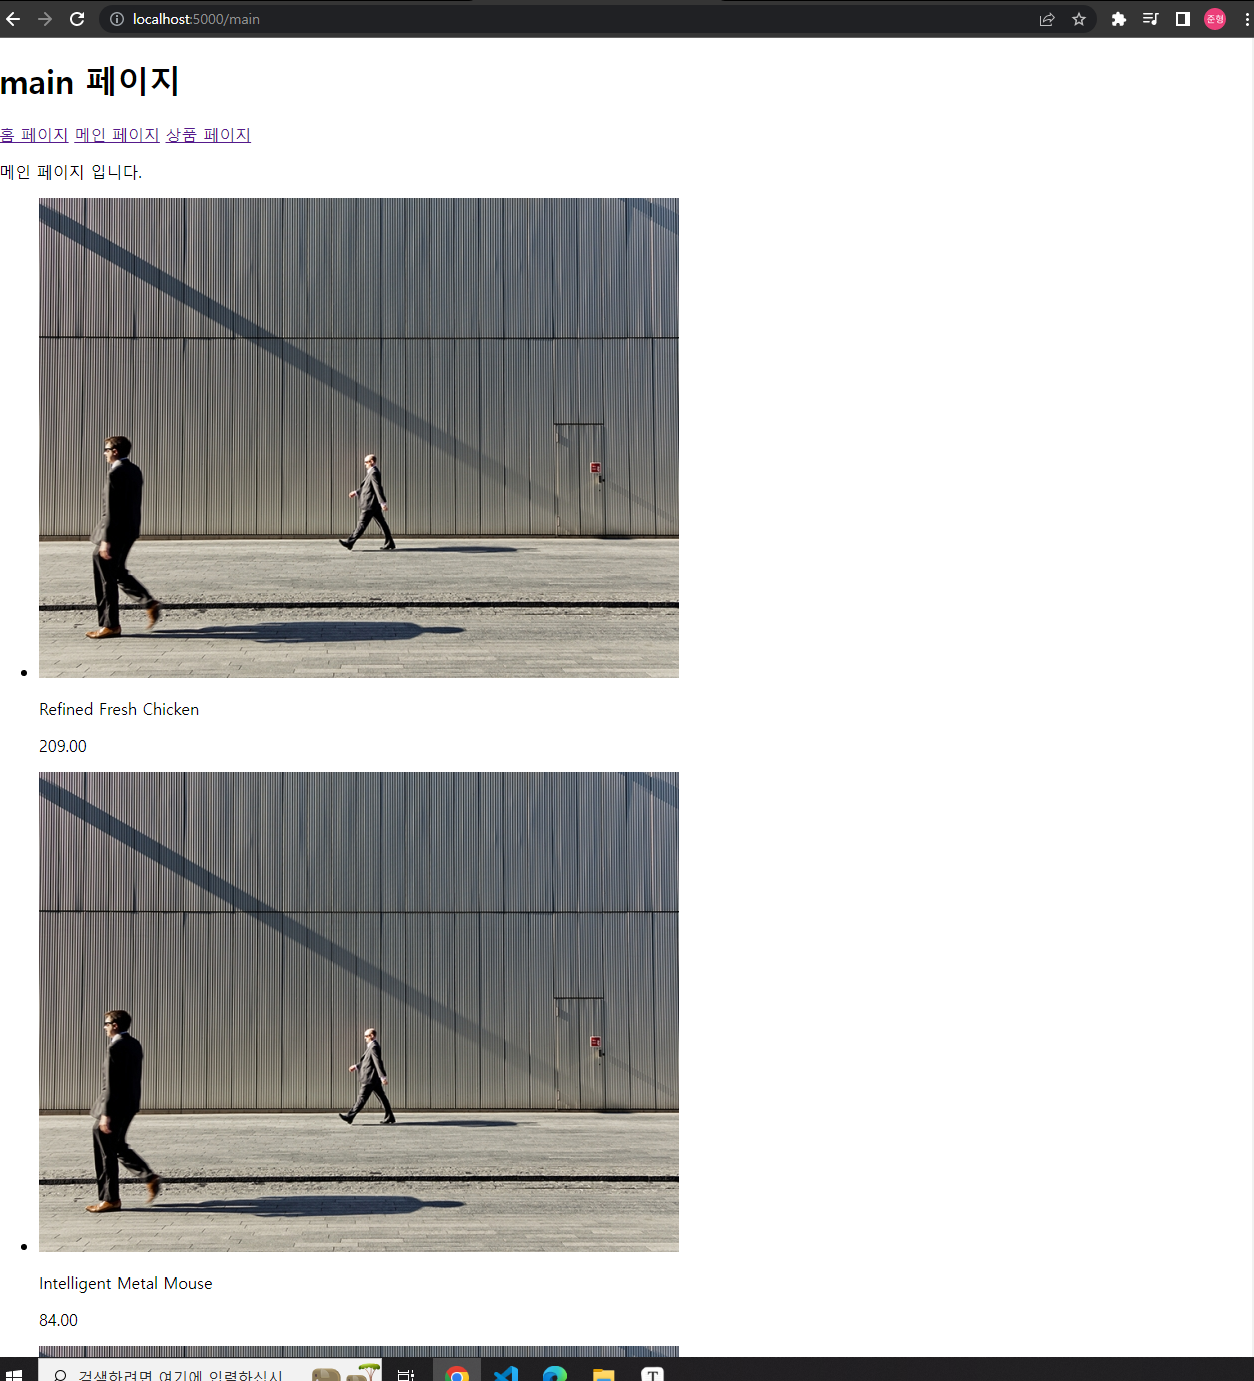 localhost:5000/main
준형
main 페이지
홈 페이지 메인 페이지 상품 페이지
메인 페이지 입니다.
Refined Fresh Chicken
209.00
Intelligent Metal Mouse
84.00
검색하려면 여기에 입력하십시
T